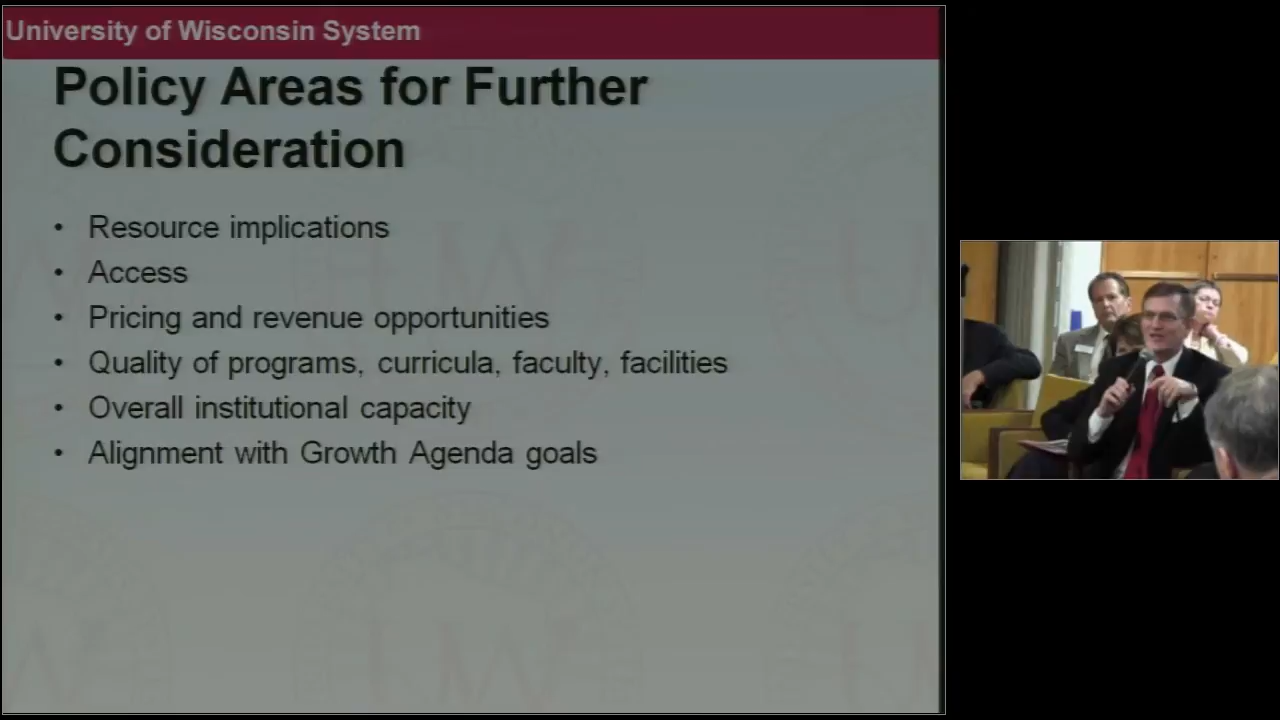 University of Wisconsin System
Policy Areas for Further
Consideration
• Resource implications
• Access
• Pricing and revenue opportunities
• Quality of programs, curricula, faculty, facilities
• Overall institutional capacity
• Alignment with Growth Agenda goals